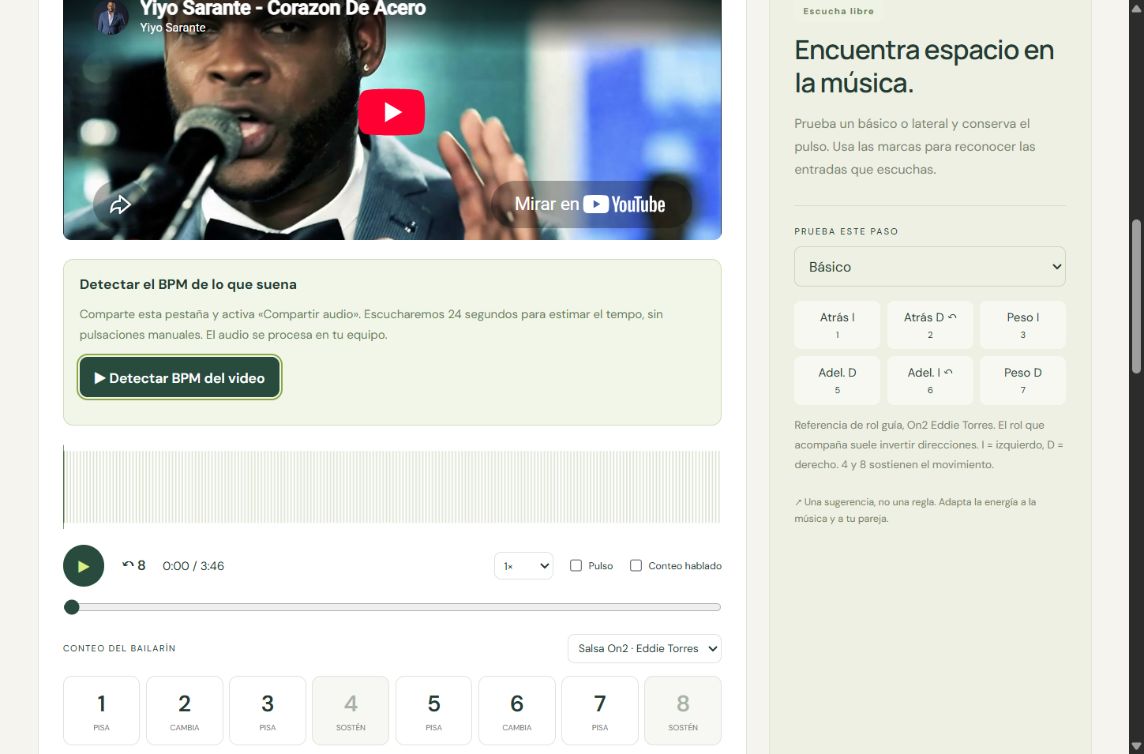 Yiyo Sarante - Corazon De Acero
Yiyo Sarante
Mirar en YouTube
Detectar el BPM de lo que suena
Comparte esta pestaña y activa «Compartir audio». Escucharemos 24 segundos para estimar el tempo, sin
pulsaciones manuales. El audio se procesa en tu equipo.
▶ Detectar BPM del video
↶ 8
0:00 / 3:46
1×
Pulso
Conteo hablado
CONTEO DEL BAILARÍN
Salsa On2 · Eddie Torres
1
PISA
2
CAMBIA
3
PISA
4
SOSTÉN
5
PISA
6
CAMBIA
7
PISA
8
SOSTÉN
Escucha libre
Encuentra espacio en
la música.
Prueba un básico o lateral y conserva el
pulso. Usa las marcas para reconocer las
entradas que escuchas.
PRUEBA ESTE PASO
Básico
Atrás I
1
Atrás D ↶
2
Peso I
3
Adel. D
5
Adel. I ↶
6
Peso D
7
Referencia de rol guía, On2 Eddie Torres. El rol que
acompaña suele invertir direcciones. I = izquierdo, D =
derecho. 4 y 8 sostienen el movimiento.
↗ Una sugerencia, no una regla. Adapta la energía a la
música y a tu pareja.